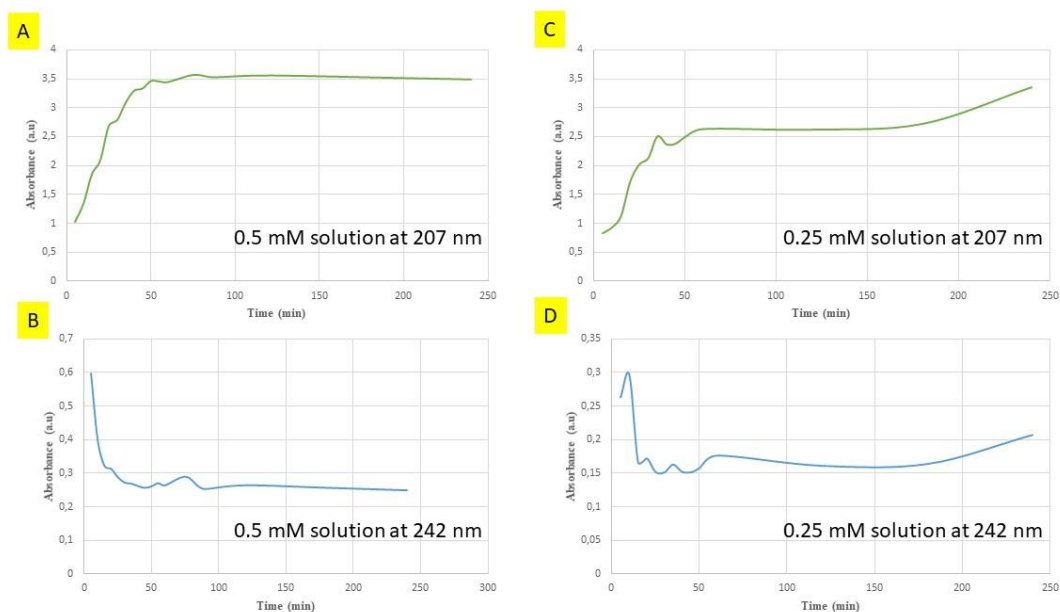 A
4
3,5
3
2,5
2
1,5
1
0,5
0
Absorbance (a.u)
0.5 mM solution at 207 nm
0 50 100 150 200 250
Time (min)
B
0,7
0,6
0,5
0,4
0,3
0,2
0,1
0
Absorbance (a.u)
0.5 mM solution at 242 nm
0 50 100 150 200 250 300
Time (min)
C
4
3,5
3
2,5
2
1,5
1
0,5
0
Absorbance (a.u)
0.25 mM solution at 207 nm
0 50 100 150 200 250
Time (min)
D
0,35
0,3
0,25
0,2
0,15
0,1
0,05
0
Absorbance (a.u)
0.25 mM solution at 242 nm
0 50 100 150 200 250
Time (min)